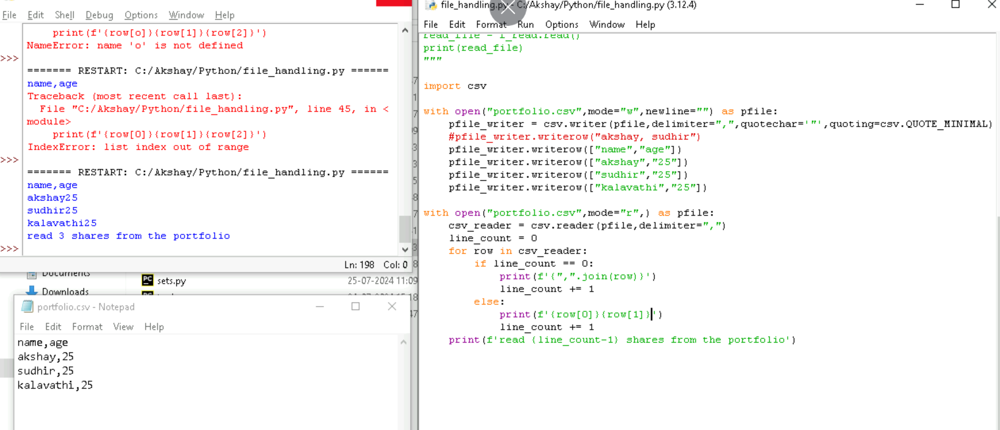 File Edit Shell Debug Options Window Help
print(f'{row[o]}{row[1]}{row[2]}')
NameError: name 'o' is not defined
>>>
======= RESTART: C:/Akshay/Python/file_handling.py ======
name,age
Traceback (most recent call last):
File "C:/Akshay/Python/file_handling.py", line 45, in <
module>
print(f'{row[0]}{row[1]}{row[2]}')
IndexError: list index out of range
>>>
======= RESTART: C:/Akshay/Python/file_handling.py ======
name,age
akshay25
sudhir25
kalavathi25
read 3 shares from the portfolio
>>>
Ln: 198 Col: 0
Documents
sets.py 25-07-2024 11:09
Downloads
portfolio.csv - Notepad
File Edit Format View Help
name,age
akshay,25
sudhir,25
kalavathi,25
file_handling.py - C:/Akshay/Python/file_handling.py (3.12.4)
File Edit Format Run Options Window Help
read_file = f_read.read()
print(read_file)
"""
import csv
with open("portfolio.csv",mode="w",newline="") as pfile:
pfile_writer = csv.writer(pfile,delimiter=",",quotechar='"',quoting=csv.QUOTE_MINIMAL)
#pfile_writer.writerow("akshay, sudhir")
pfile_writer.writerow(["name","age"])
pfile_writer.writerow(["akshay","25"])
pfile_writer.writerow(["sudhir","25"])
pfile_writer.writerow(["kalavathi","25"])
with open("portfolio.csv",mode="r",) as pfile:
csv_reader = csv.reader(pfile,delimiter=",")
line_count = 0
for row in csv_reader:
if line_count == 0:
print(f'{",".join(row)}')
line_count += 1
else:
print(f'{row[0]}{row[1]}')
line_count += 1
print(f'read {line_count-1} shares from the portfolio')